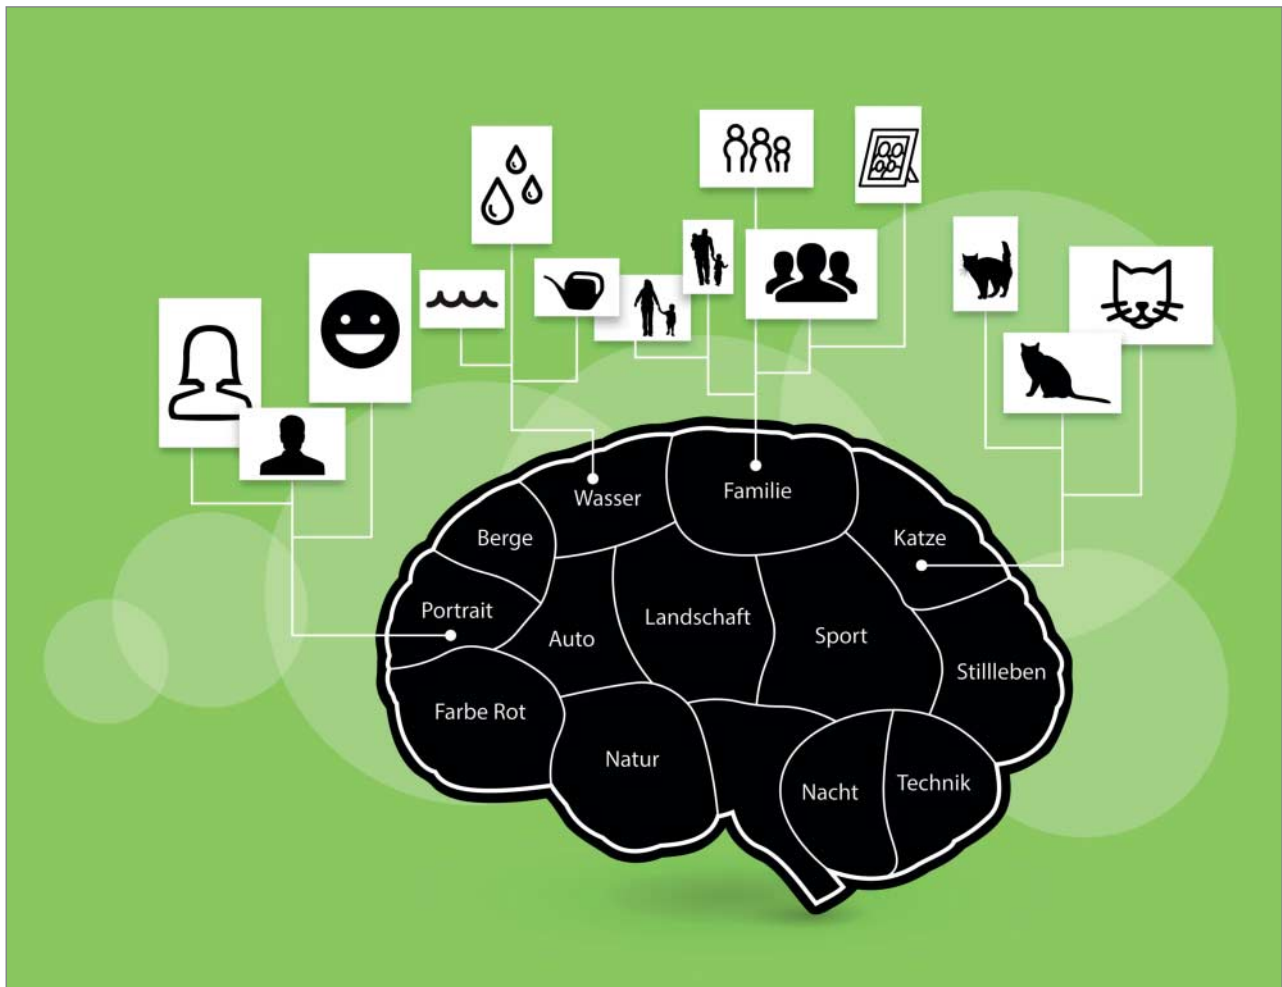 Wasser
Familie
Berge
Katze
Portrait
Auto
Landschaft
Sport
Stillleben
Farbe Rot
Natur
Nacht
Technik